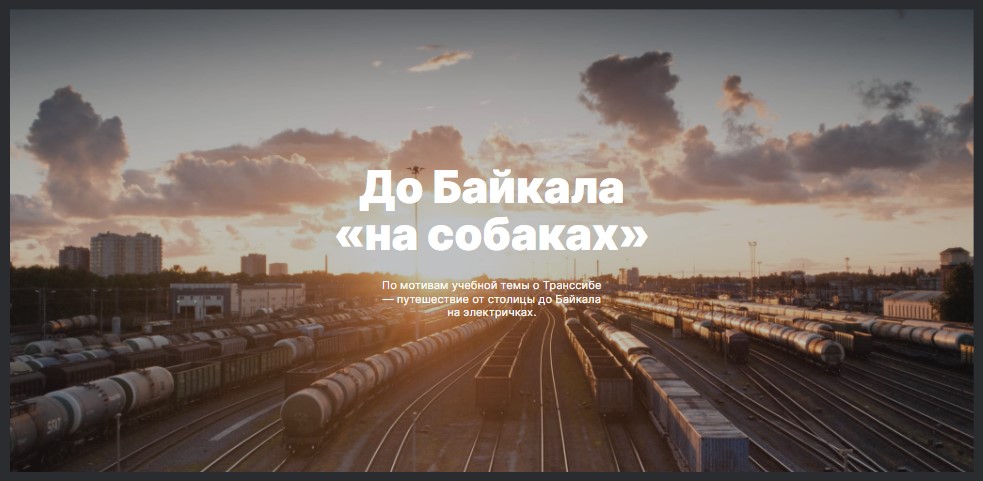 До Байкала
«на собаках»
По мотивам учебной темы о Транссибе
— путешествие от столицы до Байкала
на электричках.